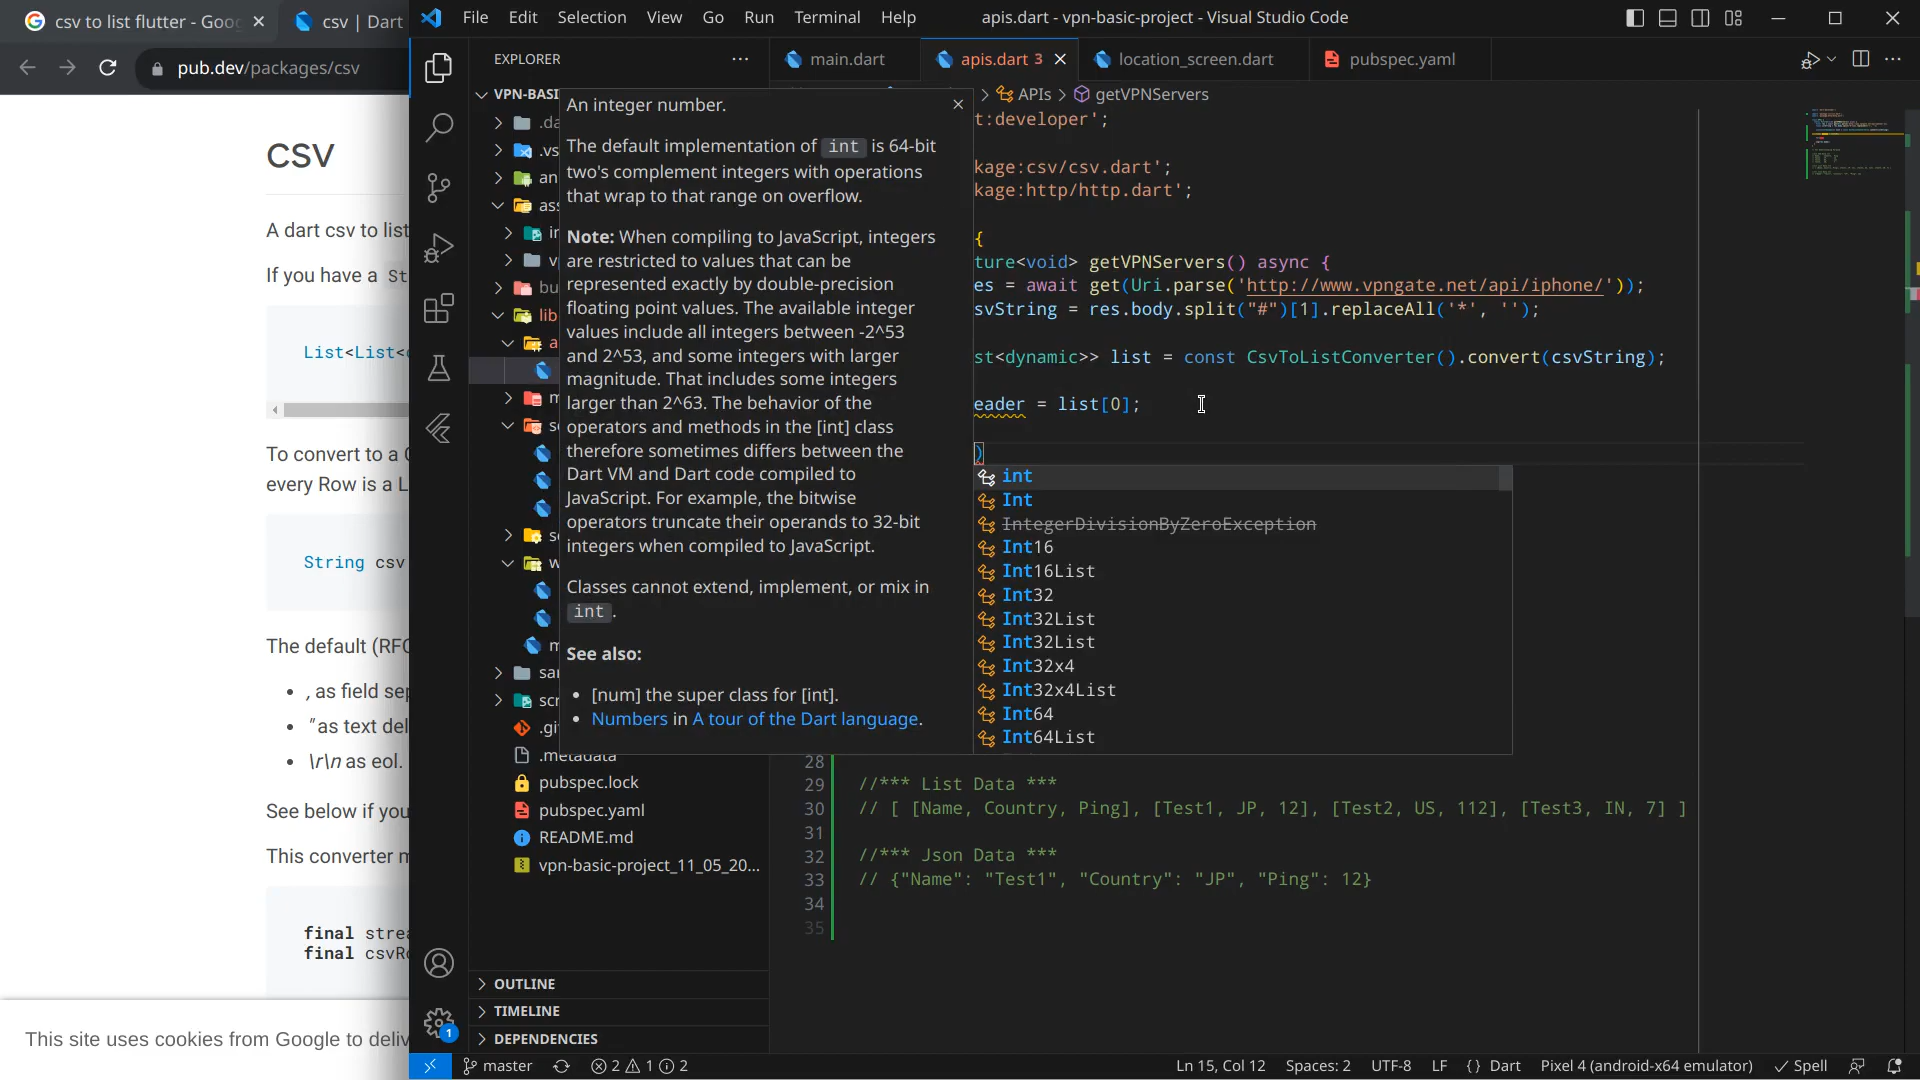 csv to list flutter - Goo
csv | Dart
pub.dev/packages/csv
csv
A dart csv to list
If you have a St
List<List<
To convert to a
every Row is a L
String csv
The default (RFC
, as field sep
" as text del
\r\n as eol.
See below if you
This converter m
final strea
final csvRo
This site uses cookies from Google to deliv
File Edit Selection View Go Run Terminal Help
apis.dart - vpn-basic-project - Visual Studio Code
EXPLORER
main.dart
apis.dart 3
location_screen.dart
pubspec.yaml
VPN-BASI
APIs
getVPNServers
.da
.vs
an
ass
bu
lib
.gi
.metadata
pubspec.lock
pubspec.yaml
README.md
vpn-basic-project_11_05_20...
OUTLINE
TIMELINE
DEPENDENCIES
An integer number.
The default implementation of int is 64-bit
two's complement integers with operations
that wrap to that range on overflow.
Note: When compiling to JavaScript, integers
are restricted to values that can be
represented exactly by double-precision
floating point values. The available integer
values include all integers between -2^53
and 2^53, and some integers with larger
magnitude. That includes some integers
larger than 2^63. The behavior of the
operators and methods in the [int] class
therefore sometimes differs between the
Dart VM and Dart code compiled to
JavaScript. For example, the bitwise
operators truncate their operands to 32-bit
integers when compiled to JavaScript.
Classes cannot extend, implement, or mix in
int.
See also:
[num] the super class for [int].
Numbers in A tour of the Dart language.
t:developer';
kage:csv/csv.dart';
kage:http/http.dart';
{
ture<void> getVPNServers() async {
es = await get(Uri.parse('http://www.vpngate.net/api/iphone/'));
svString = res.body.split("#")[1].replaceAll('*', '');
st<dynamic>> list = const CsvToListConverter().convert(csvString);
eader = list[0];
)
int
Int
IntegerDivisionByZeroException
Int16
Int16List
Int32
Int32List
Int32List
Int32x4
Int32x4List
Int64
Int64List
28
29 //*** List Data ***
30 // [ [Name, Country, Ping], [Test1, JP, 12], [Test2, US, 112], [Test3, IN, 7] ]
31
32 //*** Json Data ***
33 // {"Name": "Test1", "Country": "JP", "Ping": 12}
34
35
1
master
2 1 2
Ln 15, Col 12
Spaces: 2
UTF-8
LF
{ } Dart
Pixel 4 (android-x64 emulator)
Spell